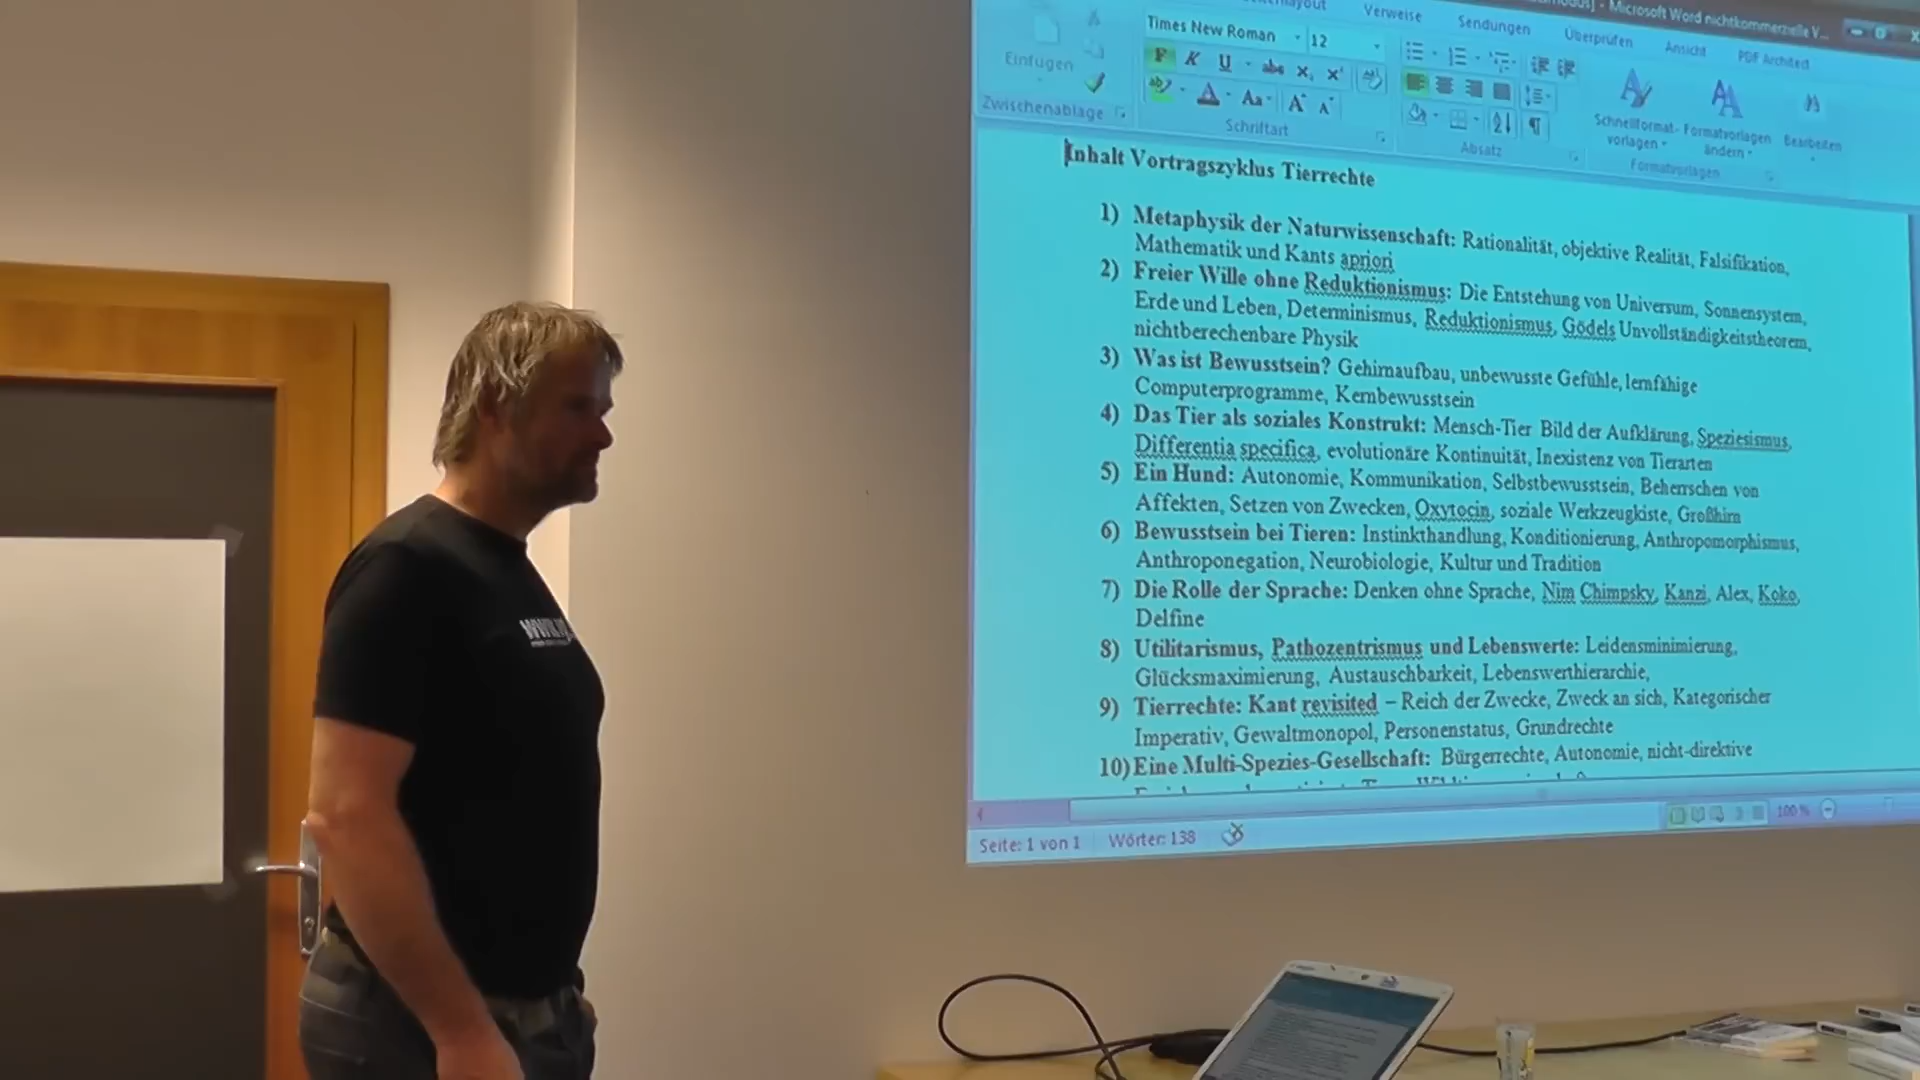 Microsoft Word nichtkommerzielle V...
Verweise Sendungen Überprüfen Ansicht PDF Architect
Times New Roman 12
Einfügen
Zwischenablage
Schriftart
Absatz
Schnellformat-
vorlagen
Formatvorlagen
ändern
Bearbeiten
Formatvorlagen
Inhalt Vortragszyklus Tierrechte
1) Metaphysik der Naturwissenschaft: Rationalität, objektive Realität, Falsifikation,
Mathematik und Kants apriori
2) Freier Wille ohne Reduktionismus: Die Entstehung von Universum, Sonnensystem,
Erde und Leben, Determinismus, Reduktionismus, Gödels Unvollständigkeitstheorem,
nichtberechenbare Physik
3) Was ist Bewusstsein? Gehirnaufbau, unbewusste Gefühle, lernfähige
Computerprogramme, Kernbewusstsein
4) Das Tier als soziales Konstrukt: Mensch-Tier Bild der Aufklärung, Speziesismus,
Differentia specifica, evolutionäre Kontinuität, Inexistenz von Tierarten
5) Ein Hund: Autonomie, Kommunikation, Selbstbewusstsein, Beherrschen von
Affekten, Setzen von Zwecken, Oxytocin, soziale Werkzeugkiste, Großhirn
6) Bewusstsein bei Tieren: Instinkthandlung, Konditionierung, Anthropomorphismus,
Anthroponegation, Neurobiologie, Kultur und Tradition
7) Die Rolle der Sprache: Denken ohne Sprache, Nim Chimpsky, Kanzi, Alex, Koko,
Delfine
8) Utilitarismus, Pathozentrismus und Lebenswerte: Leidensminimierung,
Glücksmaximierung, Austauschbarkeit, Lebenswerthierarchie,
9) Tierrechte: Kant revisited – Reich der Zwecke, Zweck an sich, Kategorischer
Imperativ, Gewaltmonopol, Personenstatus, Grundrechte
10) Eine Multi-Spezies-Gesellschaft: Bürgerrechte, Autonomie, nicht-direktive
Seite: 1 von 1 Wörter: 138 100 %